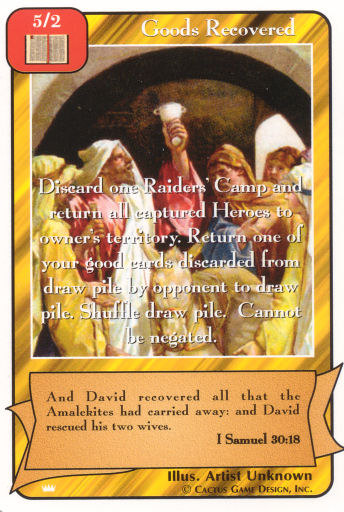 5/2
Goods Recovered
Discard one Raiders' Camp and
return all captured Heroes to
owner's territory. Return one of
your good cards discarded from
draw pile by opponent to draw
pile. Shuffle draw pile. Cannot
be negated.
And David recovered all that the
Amalekites had carried away: and David
rescued his two wives.
I Samuel 30:18
Illus. Artist Unknown
© Cactus Game Design, Inc.